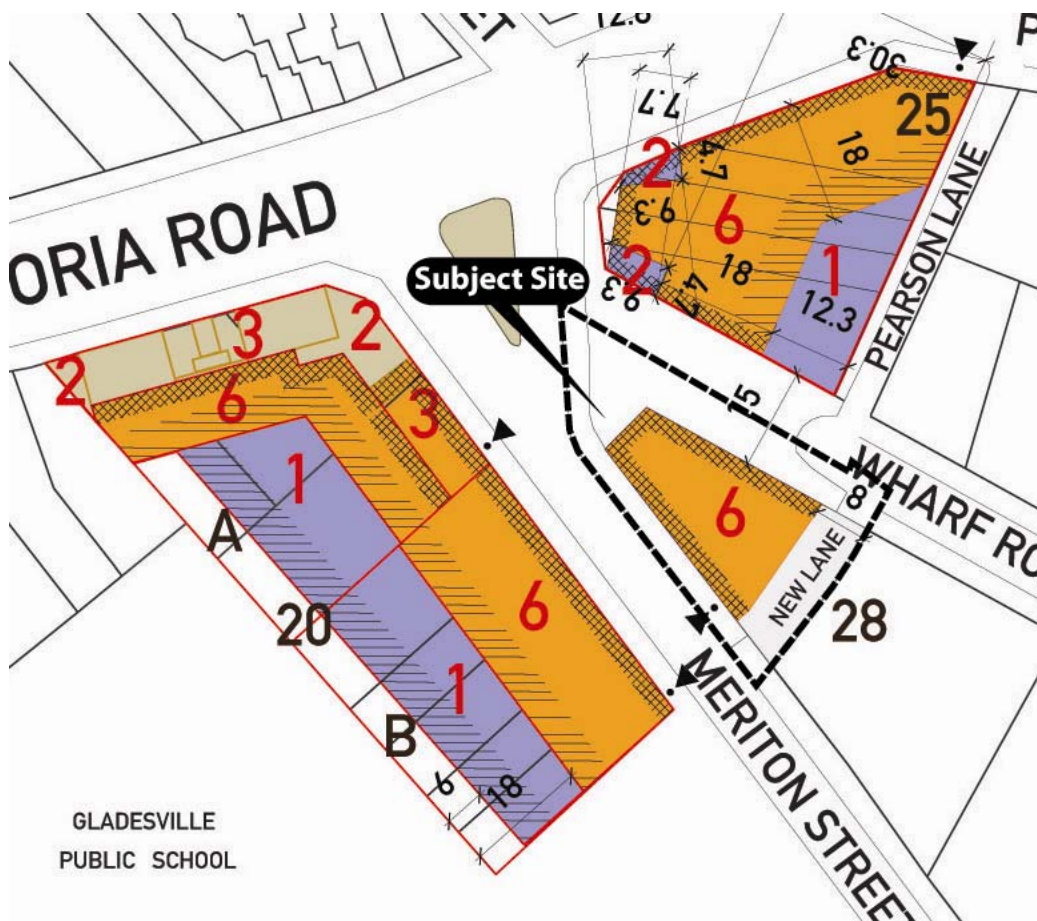 12.8
ET
P
30.3
25
7.7
18
2
4.7
9.3
6
PEARSON LANE
ORIA ROAD
2
18
1
Subject Site
9.3
4.7
12.3
3
2
2
6
3
15
WHARF RO
8
6
1
NEW LANE
A
28
6
20
1
MERITON STREET
B
18
GLADESVILLE
PUBLIC SCHOOL